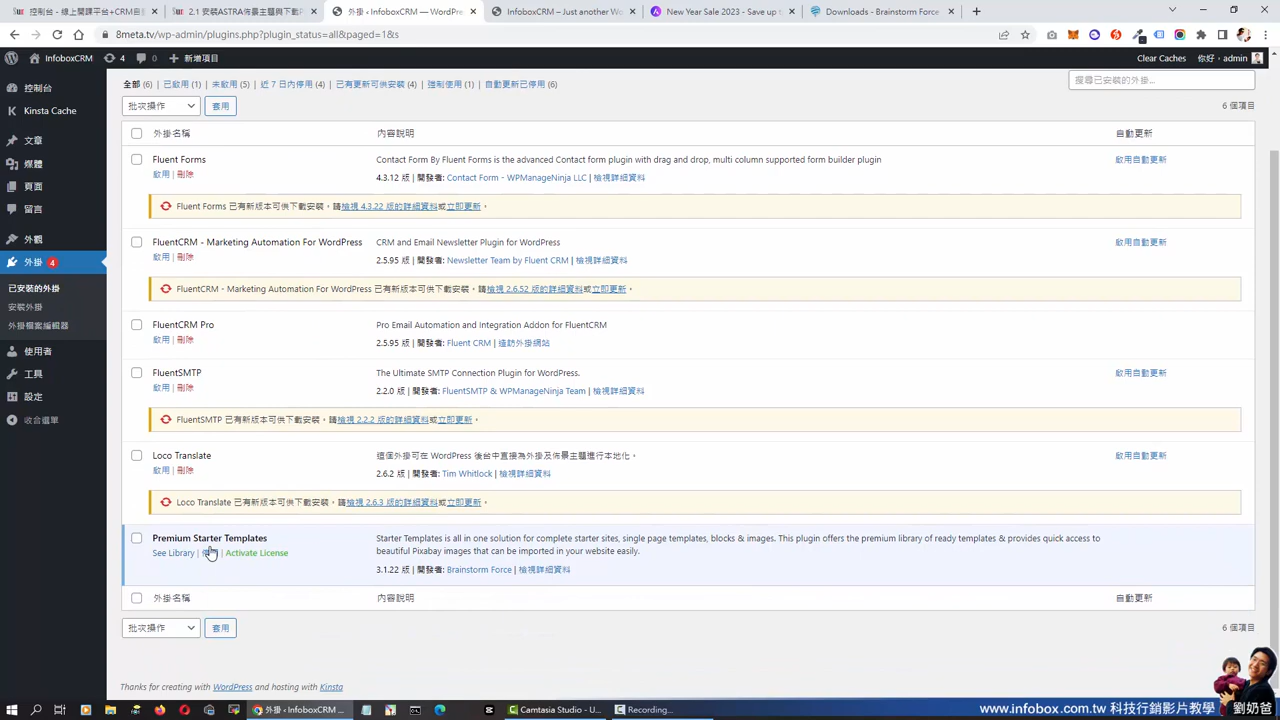 控制台 - 線上開課平台+CRM自動
2.1 安裝ASTRA佈景主題與下載F
外掛 ‹ InfoboxCRM — WordPre
InfoboxCRM – Just another Wo
New Year Sale 2023 - Save up t
Downloads - Brainstorm Force
8meta.tv/wp-admin/plugins.php?plugin_status=all&paged=1&s
InfoboxCRM 4 0 新增項目
Clear Caches 你好，admin
控制台
Kinsta Cache
文章
媒體
頁面
留言
外觀
外掛 4
已安裝的外掛
安裝外掛
外掛檔案編輯器
使用者
工具
設定
收合選單
全部 (6) | 已啟用 (1) | 未啟用 (5) | 近 7 日內停用 (4) | 已有更新可供安裝 (4) | 強制使用 (1) | 自動更新已停用 (6)
搜尋已安裝的外掛...
批次操作 套用
6 個項目
外掛名稱 內容說明 自動更新
Fluent Forms Contact Form By Fluent Forms is the advanced Contact form plugin with drag and drop, multi column supported form builder plugin 啟用自動更新
啟用 | 刪除 4.3.12 版 | 開發者: Contact Form - WPManageNinja LLC | 檢視詳細資料
Fluent Forms 已有新版本可供下載安裝。請檢視 4.3.22 版的詳細資料或立即更新。
FluentCRM - Marketing Automation For WordPress CRM and Email Newsletter Plugin for WordPress 啟用自動更新
啟用 | 刪除 2.5.95 版 | 開發者: Newsletter Team by Fluent CRM | 檢視詳細資料
FluentCRM - Marketing Automation For WordPress 已有新版本可供下載安裝。請檢視 2.6.52 版的詳細資料或立即更新。
FluentCRM Pro Pro Email Automation and Integration Addon for FluentCRM
啟用 | 刪除 2.5.95 版 | 開發者: Fluent CRM | 造訪外掛網站
FluentSMTP The Ultimate SMTP Connection Plugin for WordPress. 啟用自動更新
啟用 | 刪除 2.2.0 版 | 開發者: FluentSMTP & WPManageNinja Team | 檢視詳細資料
FluentSMTP 已有新版本可供下載安裝。請檢視 2.2.2 版的詳細資料或立即更新。
Loco Translate 這個外掛可在 WordPress 後台中直接為外掛及佈景主題進行本地化。 啟用自動更新
啟用 | 刪除 2.6.2 版 | 開發者: Tim Whitlock | 檢視詳細資料
Loco Translate 已有新版本可供下載安裝。請檢視 2.6.3 版的詳細資料或立即更新。
Premium Starter Templates Starter Templates is all in one solution for complete starter sites, single page templates, blocks & images. This plugin offers the premium library of ready templates & provides quick access to
See Library | | Activate License beautiful Pixabay images that can be imported in your website easily.
3.1.22 版 | 開發者: Brainstorm Force | 檢視詳細資料
外掛名稱 內容說明 自動更新
批次操作 套用
6 個項目
Thanks for creating with WordPress and hosting with Kinsta
外掛 ‹ InfoboxCRM ...
Camtasia Studio - U...
Recording...
www.infobox.com.tw 科技行銷影片教學 劉奶爸